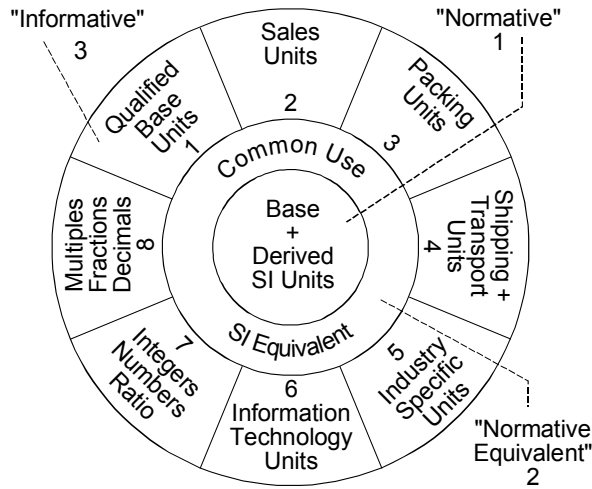 "Informative"
3
"Normative"
1
Sales
Units
2
Packing
Units
3
Shipping +
Transport
Units
4
5
Industry
Specific
Units
6
Information
Technology
Units
7
Integers
Numbers
Ratio
Multiples
Fractions
Decimals
8
Qualified
Base
Units
1
Common Use
Base
+
Derived
SI Units
SI Equivalent
"Normative
Equivalent"
2